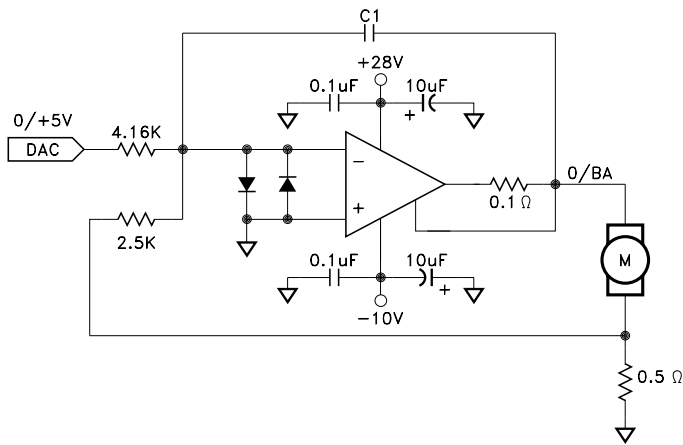 C1
+28V
0.1uF
10uF
+
0/+5V
DAC
4.16K
−
+
0.1 Ω
0/BA
2.5K
M
0.1uF
10uF
+
−10V
0.5 Ω